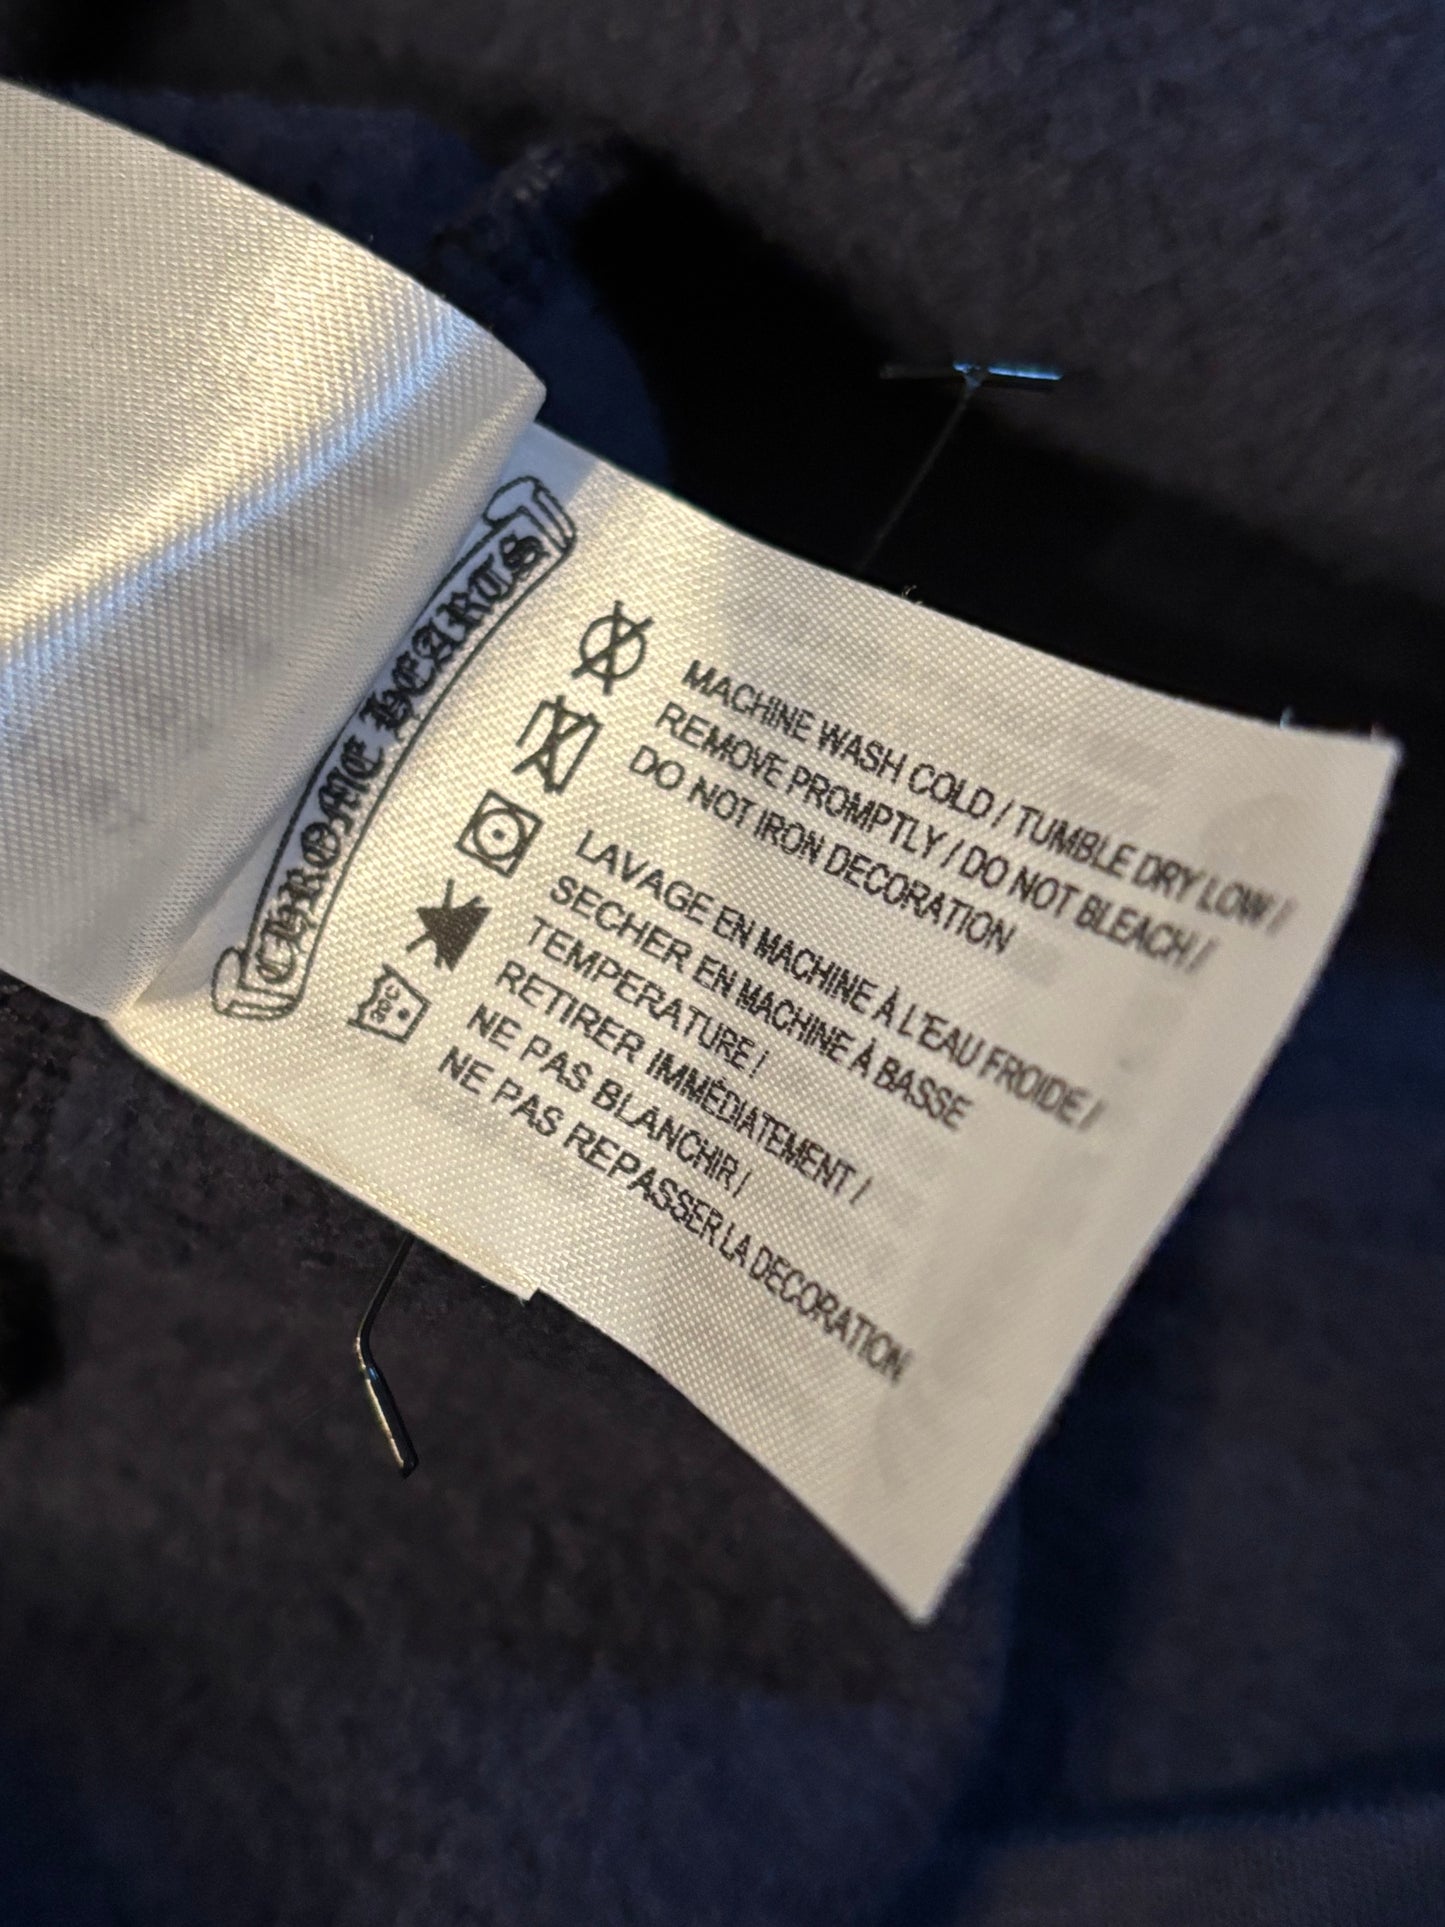 CHROME HEARTS
MACHINE WASH COLD / TUMBLE DRY LOW /
REMOVE PROMPTLY / DO NOT BLEACH /
DO NOT IRON DECORATION
LAVAGE EN MACHINE À L'EAU FROIDE /
SECHER EN MACHINE À BASSE
TEMPERATURE /
RETIRER IMMÉDIATEMENT /
NE PAS BLANCHIR /
NE PAS REPASSER LA DECORATION